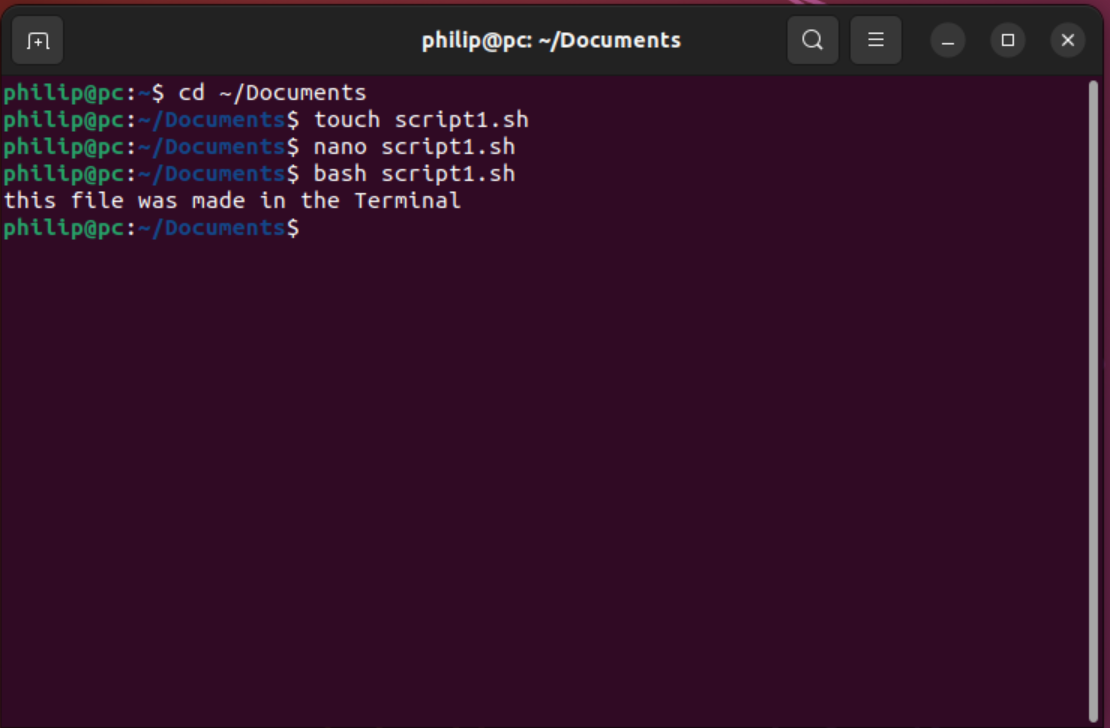 philip@pc: ~/Documents
philip@pc:~$ cd ~/Documents
philip@pc:~/Documents$ touch script1.sh
philip@pc:~/Documents$ nano script1.sh
philip@pc:~/Documents$ bash script1.sh
this file was made in the Terminal
philip@pc:~/Documents$